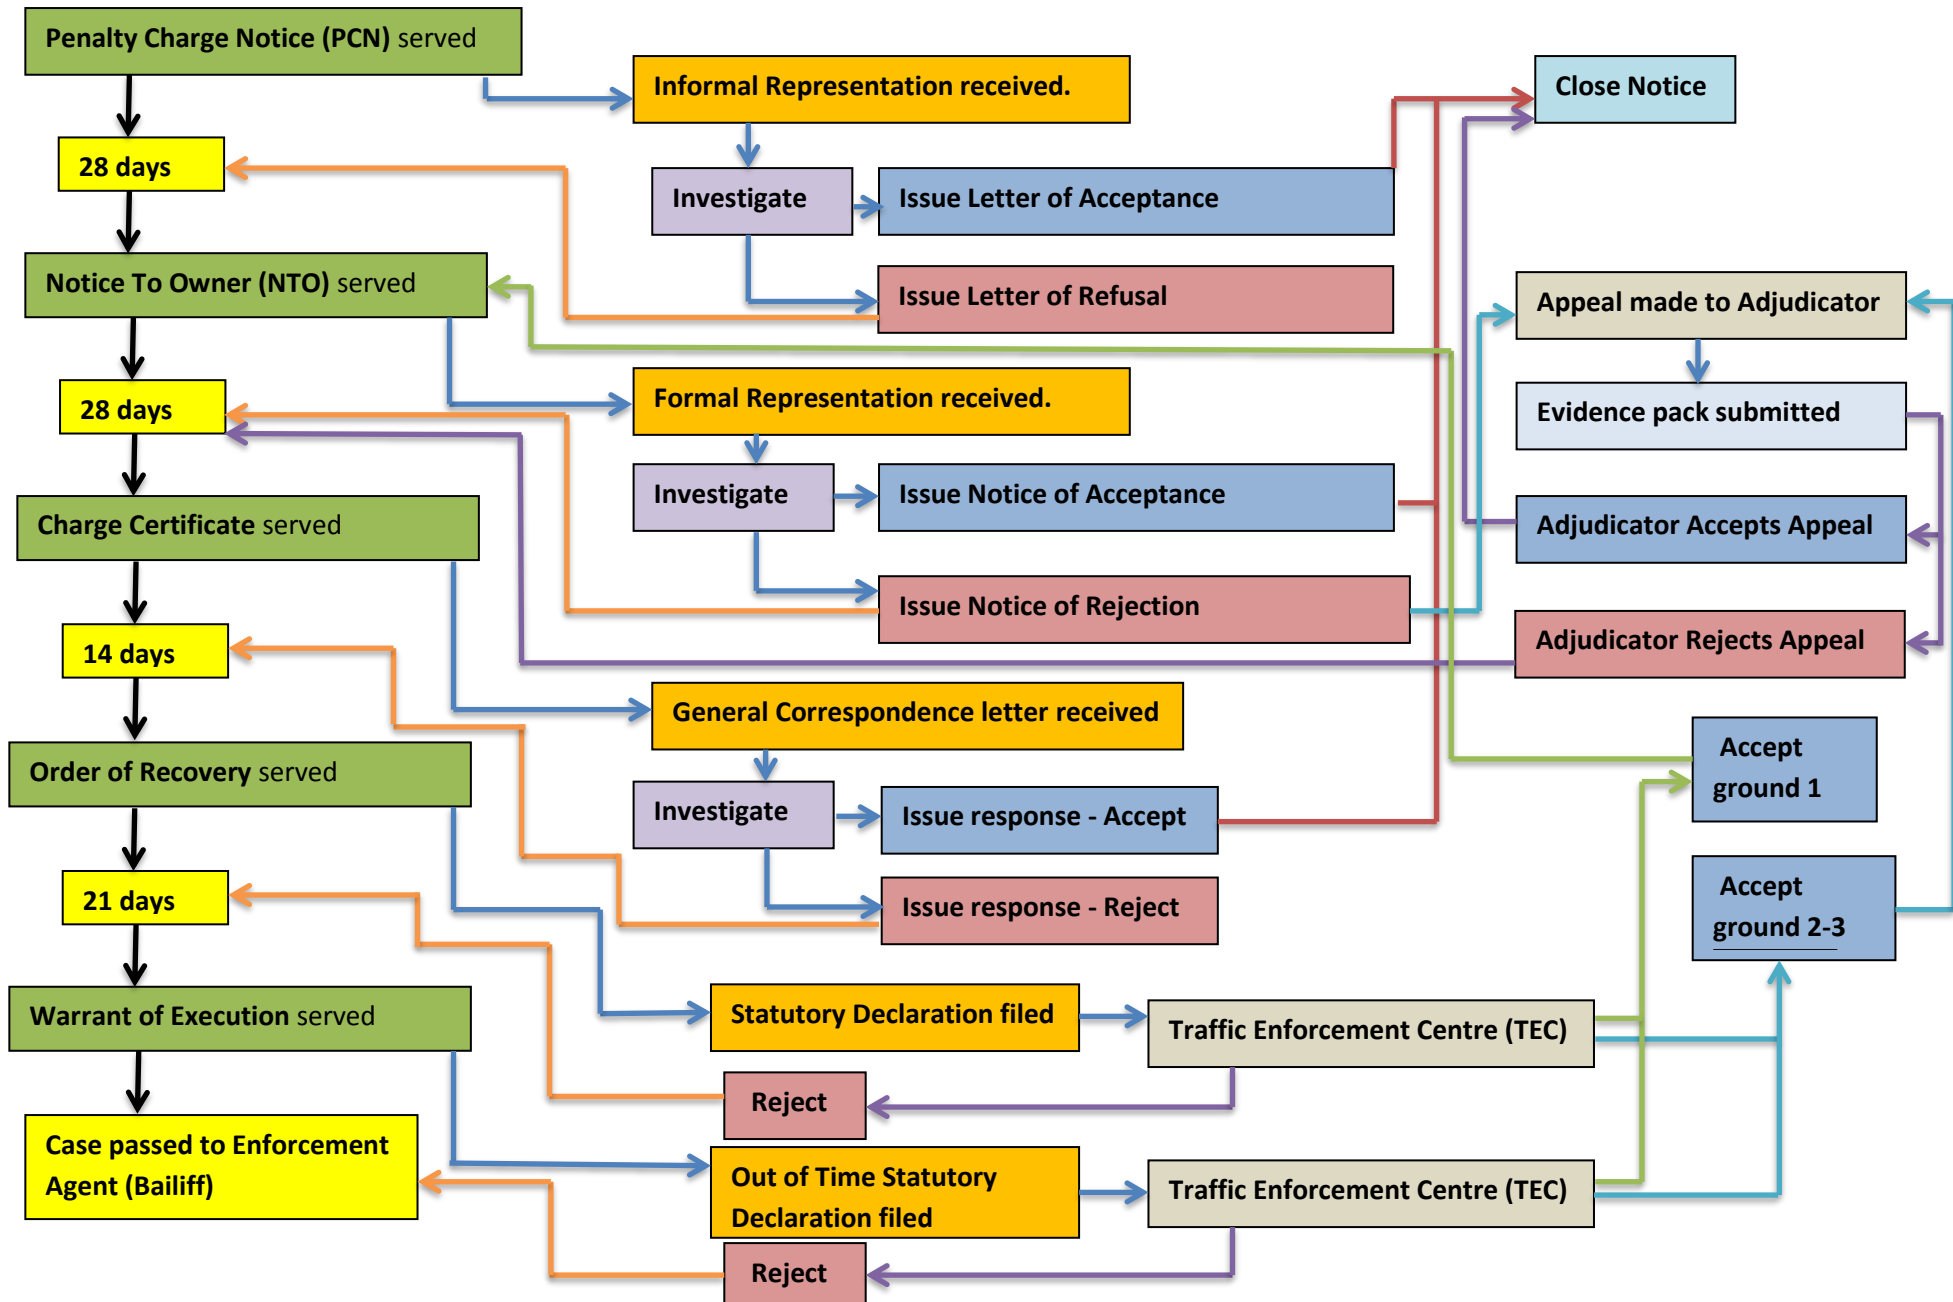 Penalty Charge Notice (PCN) served
Informal Representation received.
Close Notice
28 days
Investigate
Issue Letter of Acceptance
Notice To Owner (NTO) served
Issue Letter of Refusal
Appeal made to Adjudicator
28 days
Formal Representation received.
Evidence pack submitted
Investigate
Issue Notice of Acceptance
Charge Certificate served
Adjudicator Accepts Appeal
Issue Notice of Rejection
14 days
Adjudicator Rejects Appeal
General Correspondence letter received
Order of Recovery served
Accept
ground 1
Investigate
Issue response - Accept
21 days
Issue response - Reject
Accept
ground 2-3
Warrant of Execution served
Statutory Declaration filed
Traffic Enforcement Centre (TEC)
Reject
Case passed to Enforcement
Agent (Bailiff)
Out of Time Statutory
Declaration filed
Traffic Enforcement Centre (TEC)
Reject